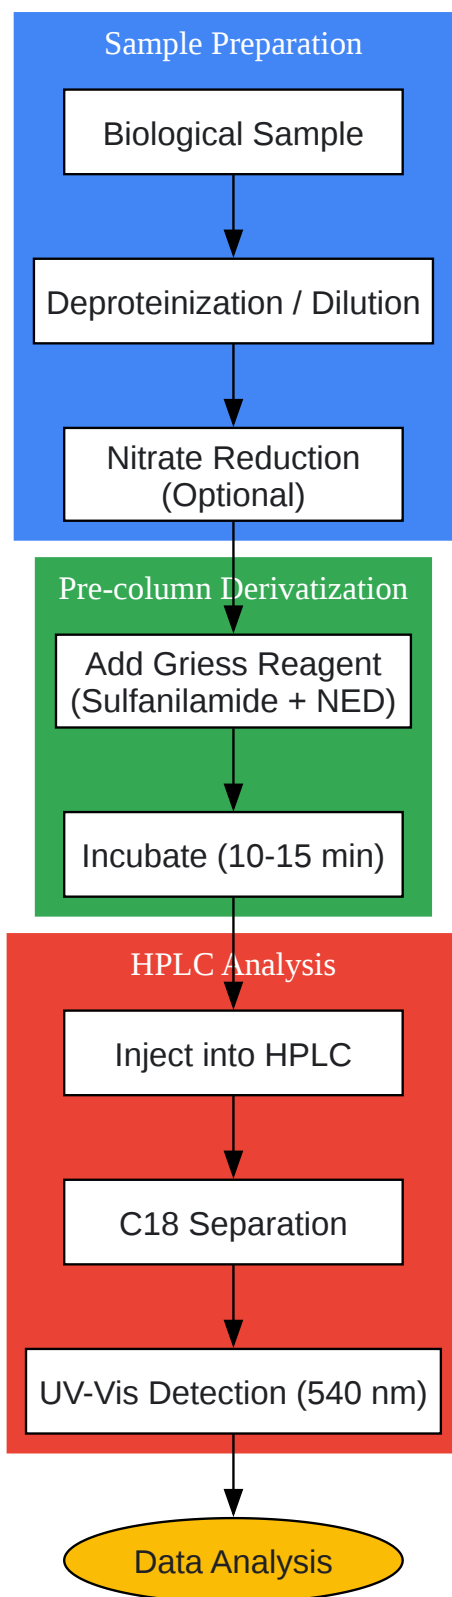 Sample Preparation
Biological Sample
Deproteinization / Dilution
Nitrate Reduction
(Optional)
Pre-column Derivatization
Add Griess Reagent
(Sulfanilamide + NED)
Incubate (10-15 min)
HPLC Analysis
Inject into HPLC
C18 Separation
UV-Vis Detection (540 nm)
Data Analysis